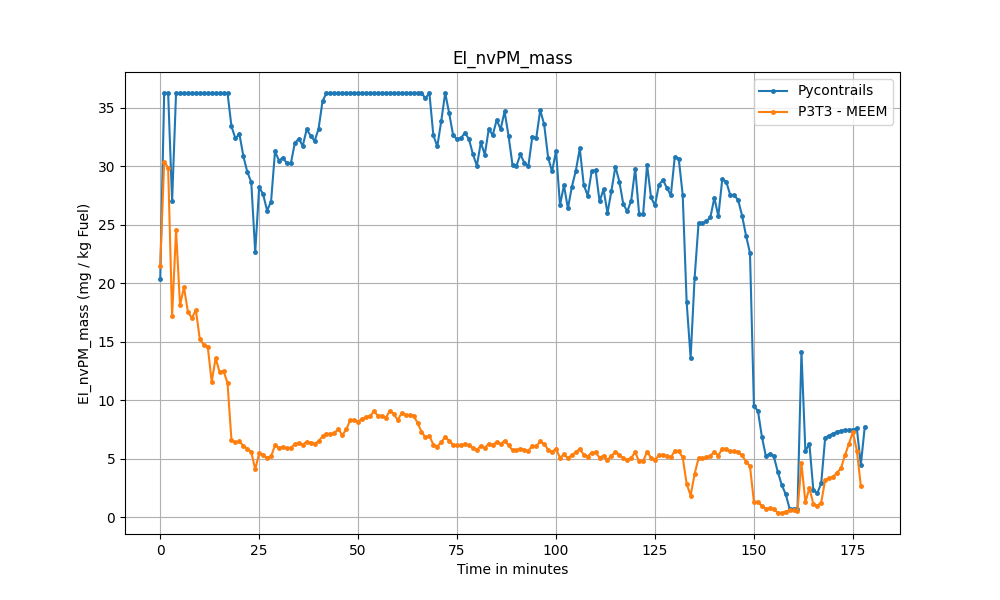 EI_nvPM_mass
Pycontrails
P3T3 - MEEM
EI_nvPM_mass (mg / kg Fuel)
35
30
25
20
15
10
5
0
0 25 50 75 100 125 150 175
Time in minutes